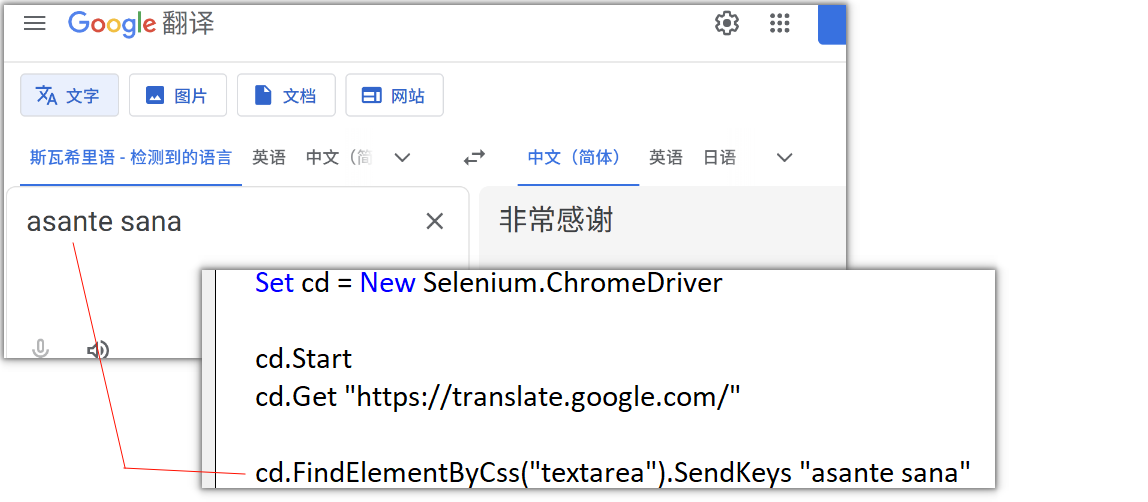 Google 翻译
文字 图片 文档 网站
斯瓦希里语 - 检测到的语言 英语 中文（简 中文（简体） 英语 日语
asante sana 非常感谢
Set cd = New Selenium.ChromeDriver
cd.Start
cd.Get "https://translate.google.com/"
cd.FindElementByCss("textarea").SendKeys "asante sana"